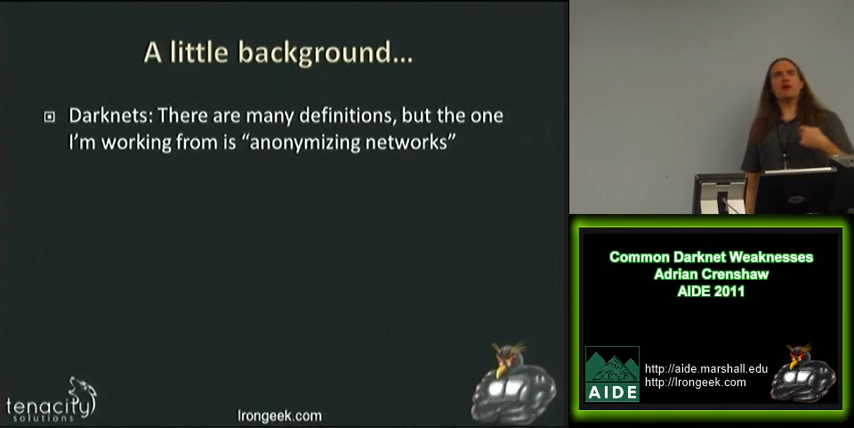 A little background...
Darknets: There are many definitions, but the one
I'm working from is "anonymizing networks"
tenacity
SOLUTIONS
Irongeek.com
Common Darknet Weaknesses
Adrian Crenshaw
AIDE 2011
AIDE
http://aide.marshall.edu
http://Irongeek.com